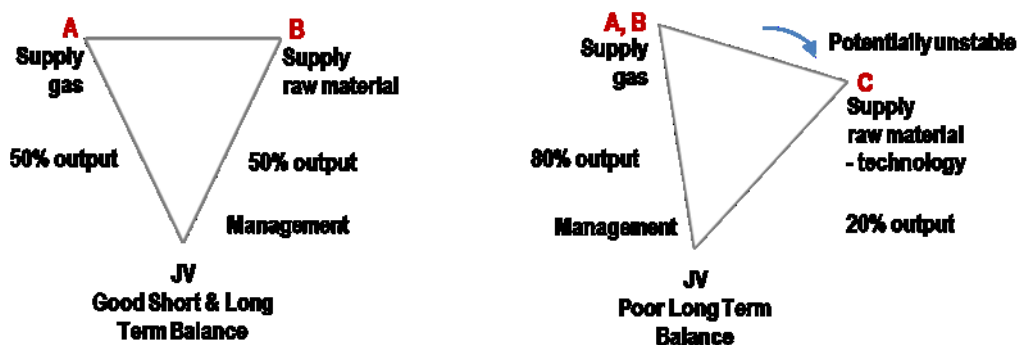 A
B
Supply
gas
Supply
raw material
50% output
50% output
Management
JV
Good Short & Long
Term Balance
A, B
Supply
gas
Potentially unstable
C
Supply
raw material
- technology
80% output
20% output
Management
JV
Poor Long Term
Balance